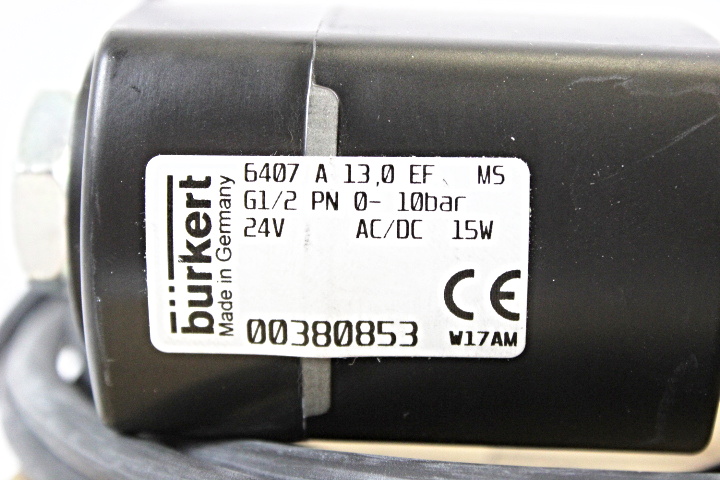 6407 A 13,0 EF MS
G1/2 PN 0- 10bar
24V AC/DC 15W
bürkert
Made in Germany
CE
00380853
W17AM